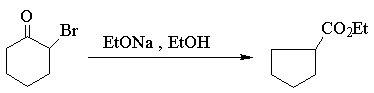 O
Br
EtONa , EtOH
CO2Et